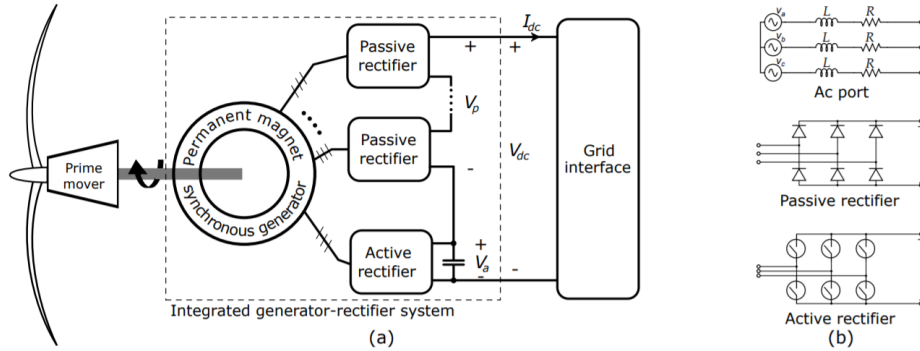 Prime
mover
Permanent magnet
synchronous generator
Passive
rectifier
Passive
rectifier
Active
rectifier
I_dc
+ +
V_p
V_dc
-
+
V_a
- -
Grid
interface
Integrated generator-rectifier system
(a)
v_a L R
v_b L R
v_c L R
Ac port
Passive rectifier
Active rectifier
(b)